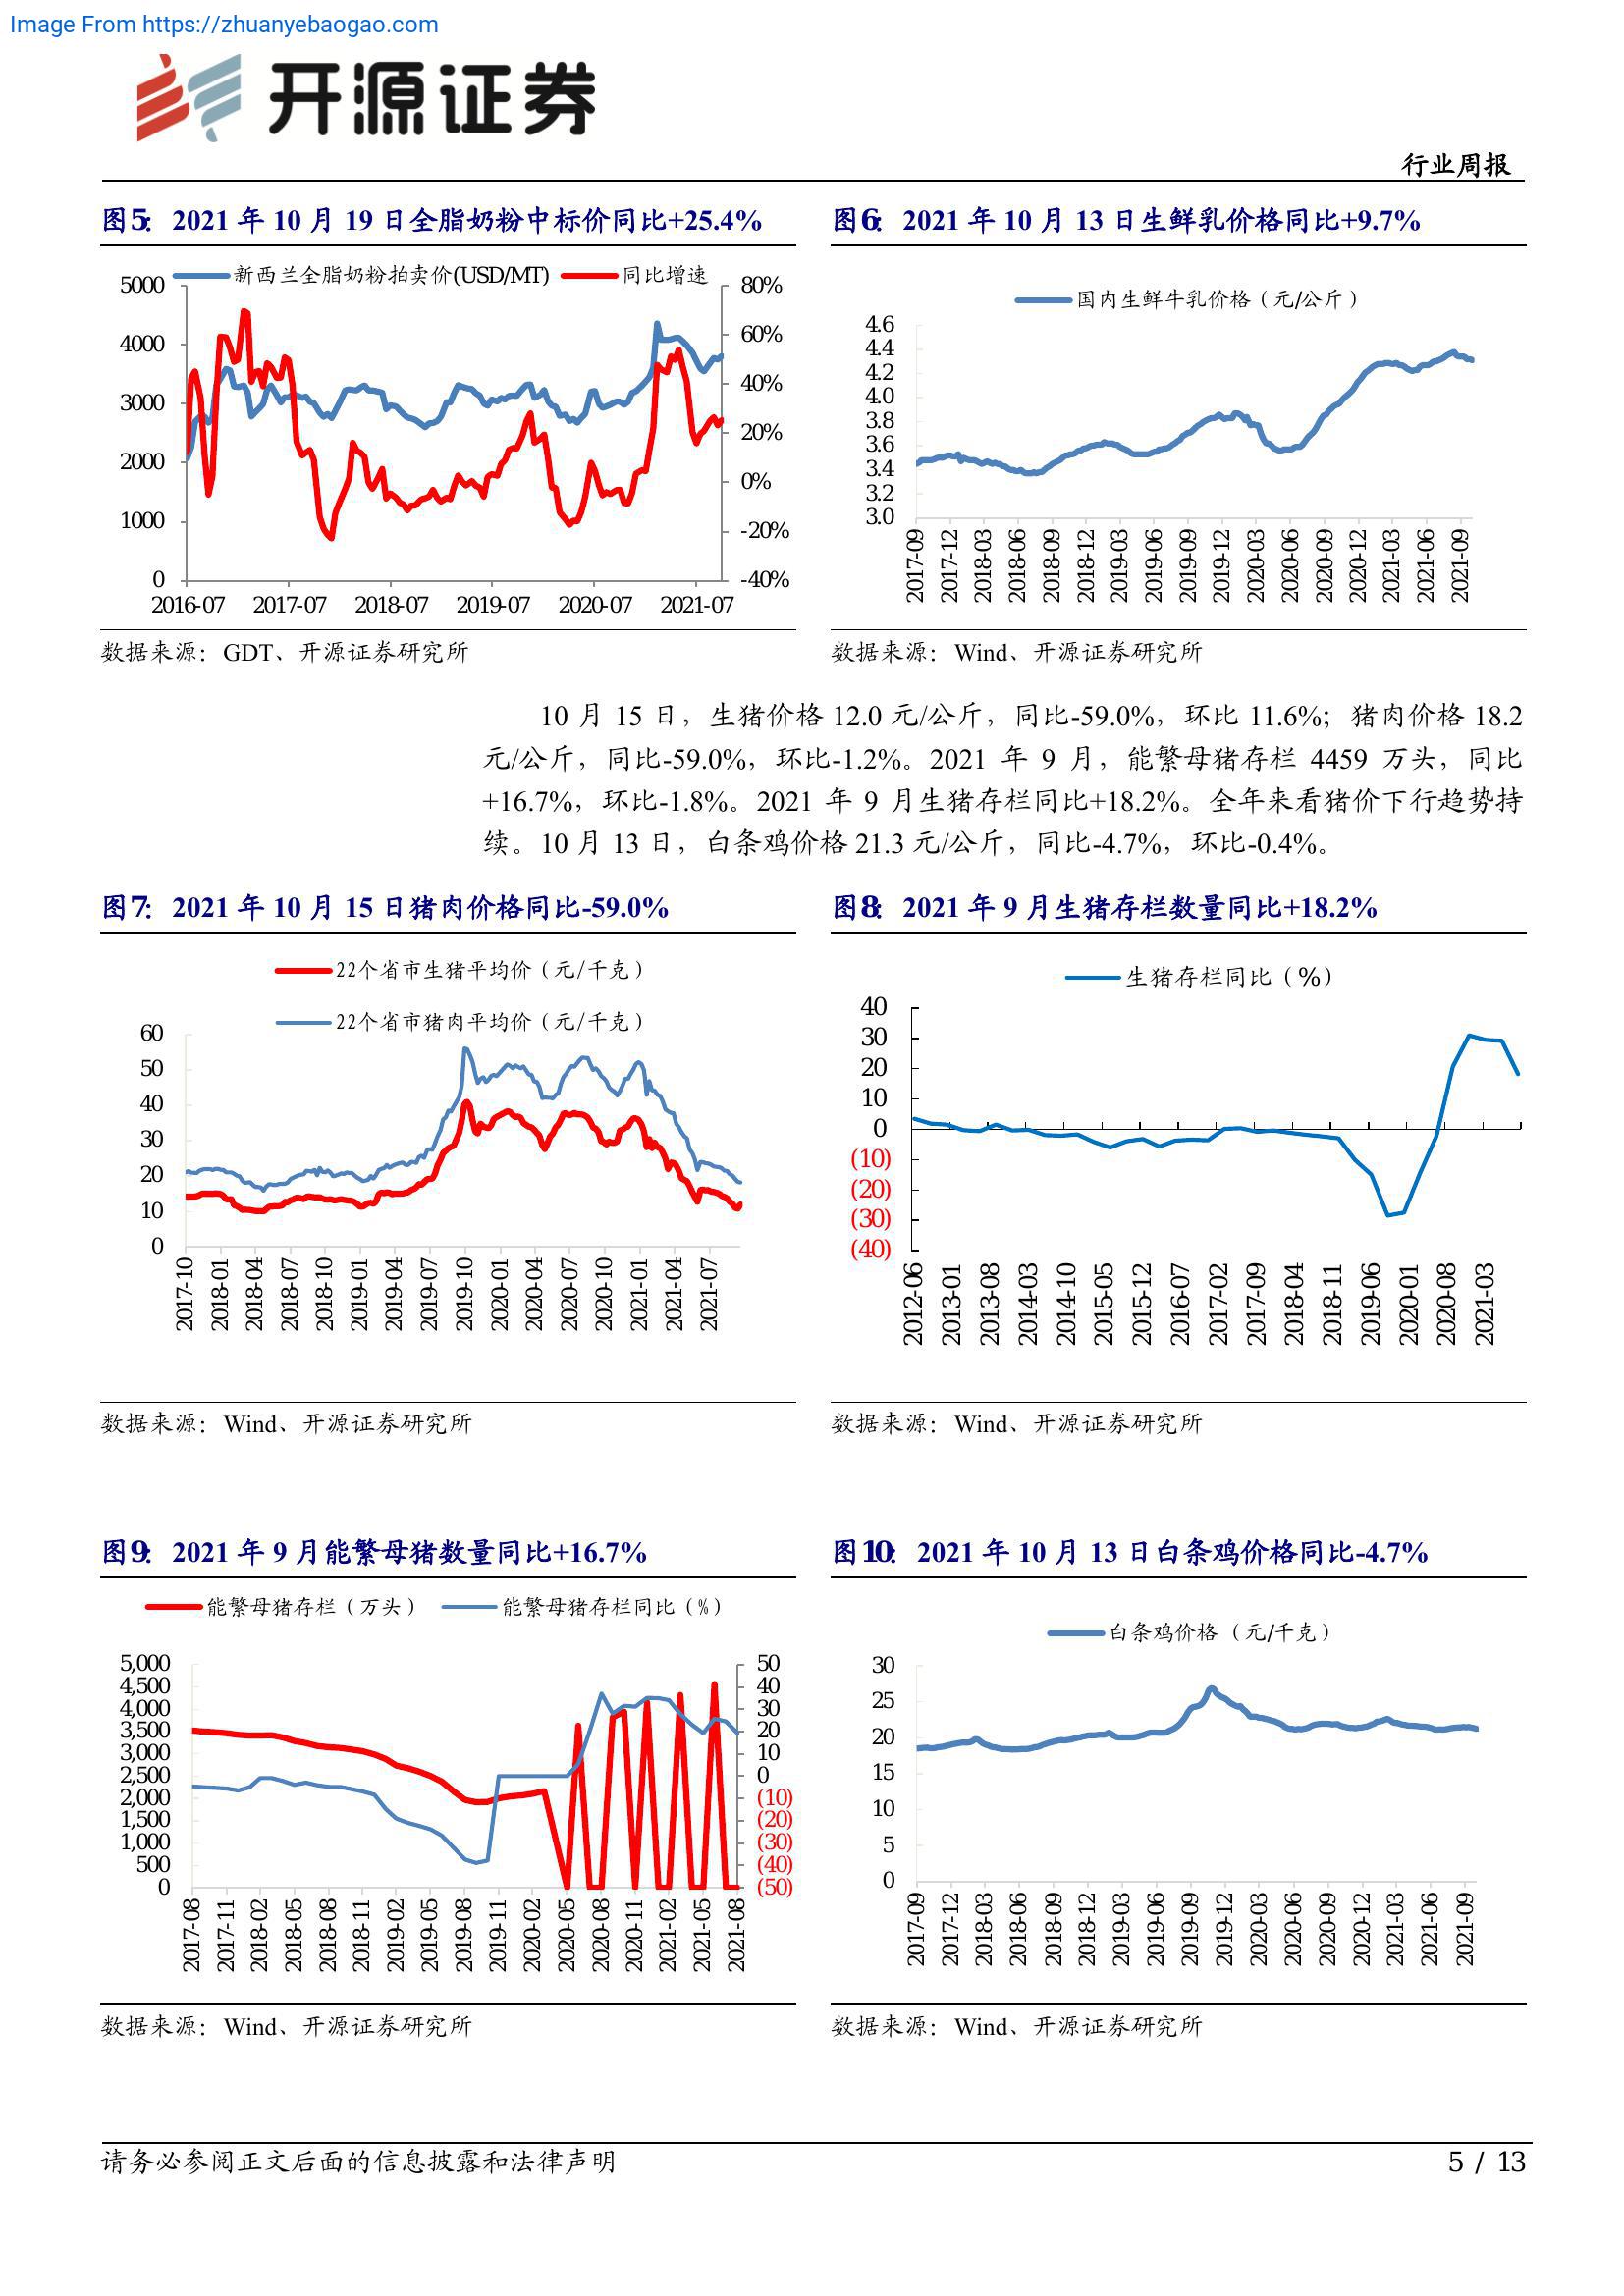 Image From https://zhuanyebaogao.com
开源证券
行业周报
图5： 2021 年 10 月 19 日全脂奶粉中标价同比+25.4%
新西兰全脂奶粉拍卖价(USD/MT) 同比增速
5000
4000
3000
2000
1000
0
80%
60%
40%
20%
0%
-20%
-40%
2016-07 2017-07 2018-07 2019-07 2020-07 2021-07
数据来源：GDT、开源证券研究所
图6： 2021 年 10 月 13 日生鲜乳价格同比+9.7%
国内生鲜牛乳价格（元/公斤）
4.6
4.4
4.2
4.0
3.8
3.6
3.4
3.2
3.0
2017-09 2017-12 2018-03 2018-06 2018-09 2018-12 2019-03 2019-06 2019-09 2019-12 2020-03 2020-06 2020-09 2020-12 2021-03 2021-06 2021-09
数据来源：Wind、开源证券研究所
10 月 15 日，生猪价格 12.0 元/公斤，同比-59.0%，环比 11.6%；猪肉价格 18.2
元/公斤，同比-59.0%，环比-1.2%。2021 年 9 月，能繁母猪存栏 4459 万头，同比
+16.7%，环比-1.8%。2021 年 9 月生猪存栏同比+18.2%。全年来看猪价下行趋势持
续。10 月 13 日，白条鸡价格 21.3 元/公斤，同比-4.7%，环比-0.4%。
图7： 2021 年 10 月 15 日猪肉价格同比-59.0%
22个省市生猪平均价（元/千克）
22个省市猪肉平均价（元/千克）
60
50
40
30
20
10
0
2017-10 2018-01 2018-04 2018-07 2018-10 2019-01 2019-04 2019-07 2019-10 2020-01 2020-04 2020-07 2020-10 2021-01 2021-04 2021-07
数据来源：Wind、开源证券研究所
图8： 2021 年 9 月生猪存栏数量同比+18.2%
生猪存栏同比（%）
40
30
20
10
0
(10)
(20)
(30)
(40)
2012-06 2013-01 2013-08 2014-03 2014-10 2015-05 2015-12 2016-07 2017-02 2017-09 2018-04 2018-11 2019-06 2020-01 2020-08 2021-03
数据来源：Wind、开源证券研究所
图9： 2021 年 9 月能繁母猪数量同比+16.7%
能繁母猪存栏（万头） 能繁母猪存栏同比（%）
5,000
4,500
4,000
3,500
3,000
2,500
2,000
1,500
1,000
500
0
50
40
30
20
10
0
(10)
(20)
(30)
(40)
(50)
2017-08 2017-11 2018-02 2018-05 2018-08 2018-11 2019-02 2019-05 2019-08 2019-11 2020-02 2020-05 2020-08 2020-11 2021-02 2021-05 2021-08
数据来源：Wind、开源证券研究所
图10： 2021 年 10 月 13 日白条鸡价格同比-4.7%
白条鸡价格 （元/千克）
30
25
20
15
10
5
0
2017-09 2017-12 2018-03 2018-06 2018-09 2018-12 2019-03 2019-06 2019-09 2019-12 2020-03 2020-06 2020-09 2020-12 2021-03 2021-06 2021-09
数据来源：Wind、开源证券研究所
请务必参阅正文后面的信息披露和法律声明
5 / 13